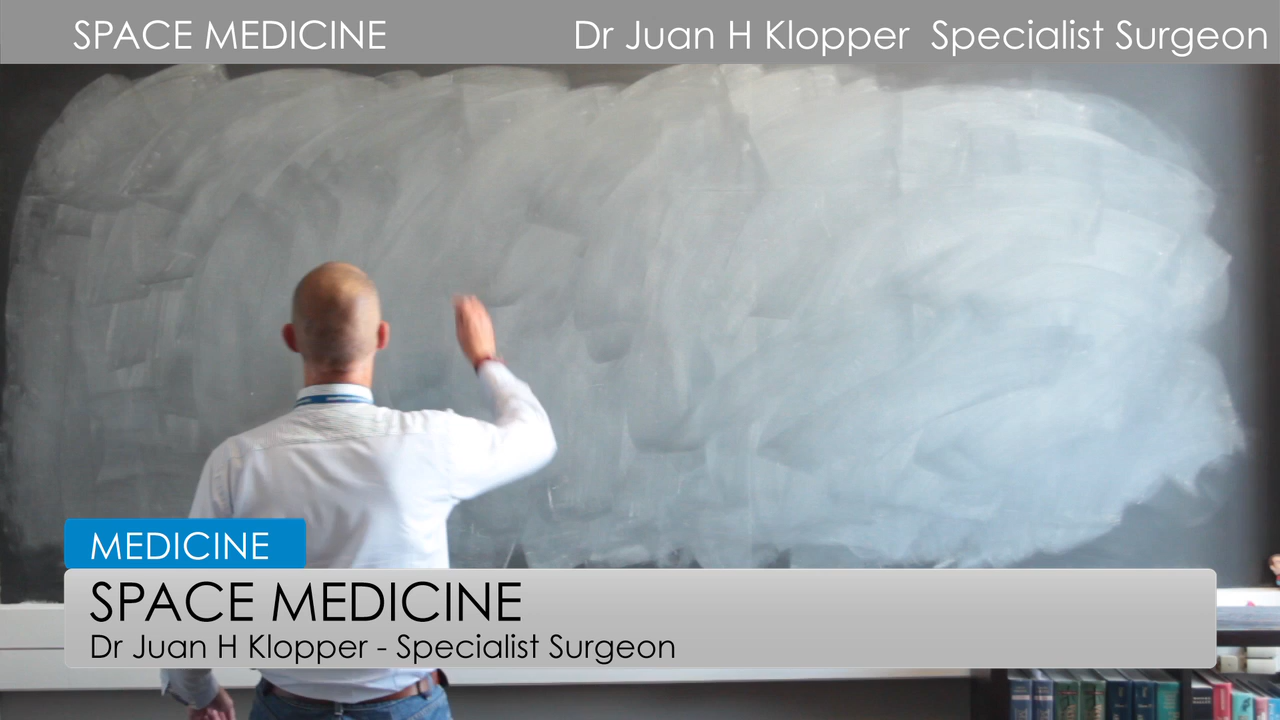 SPACE MEDICINE
Dr Juan H Klopper Specialist Surgeon
MEDICINE
SPACE MEDICINE
Dr Juan H Klopper - Specialist Surgeon